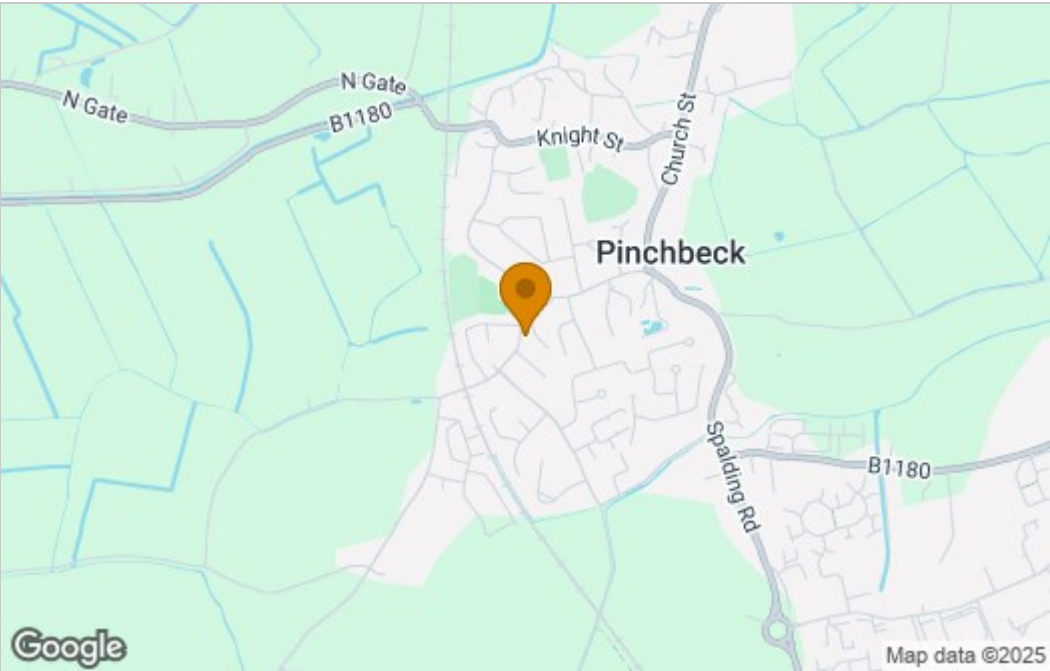 N Gate
N Gate
B1180
Knight St
Church St
Pinchbeck
Spalding Rd
B1180
Google
Map data ©2025